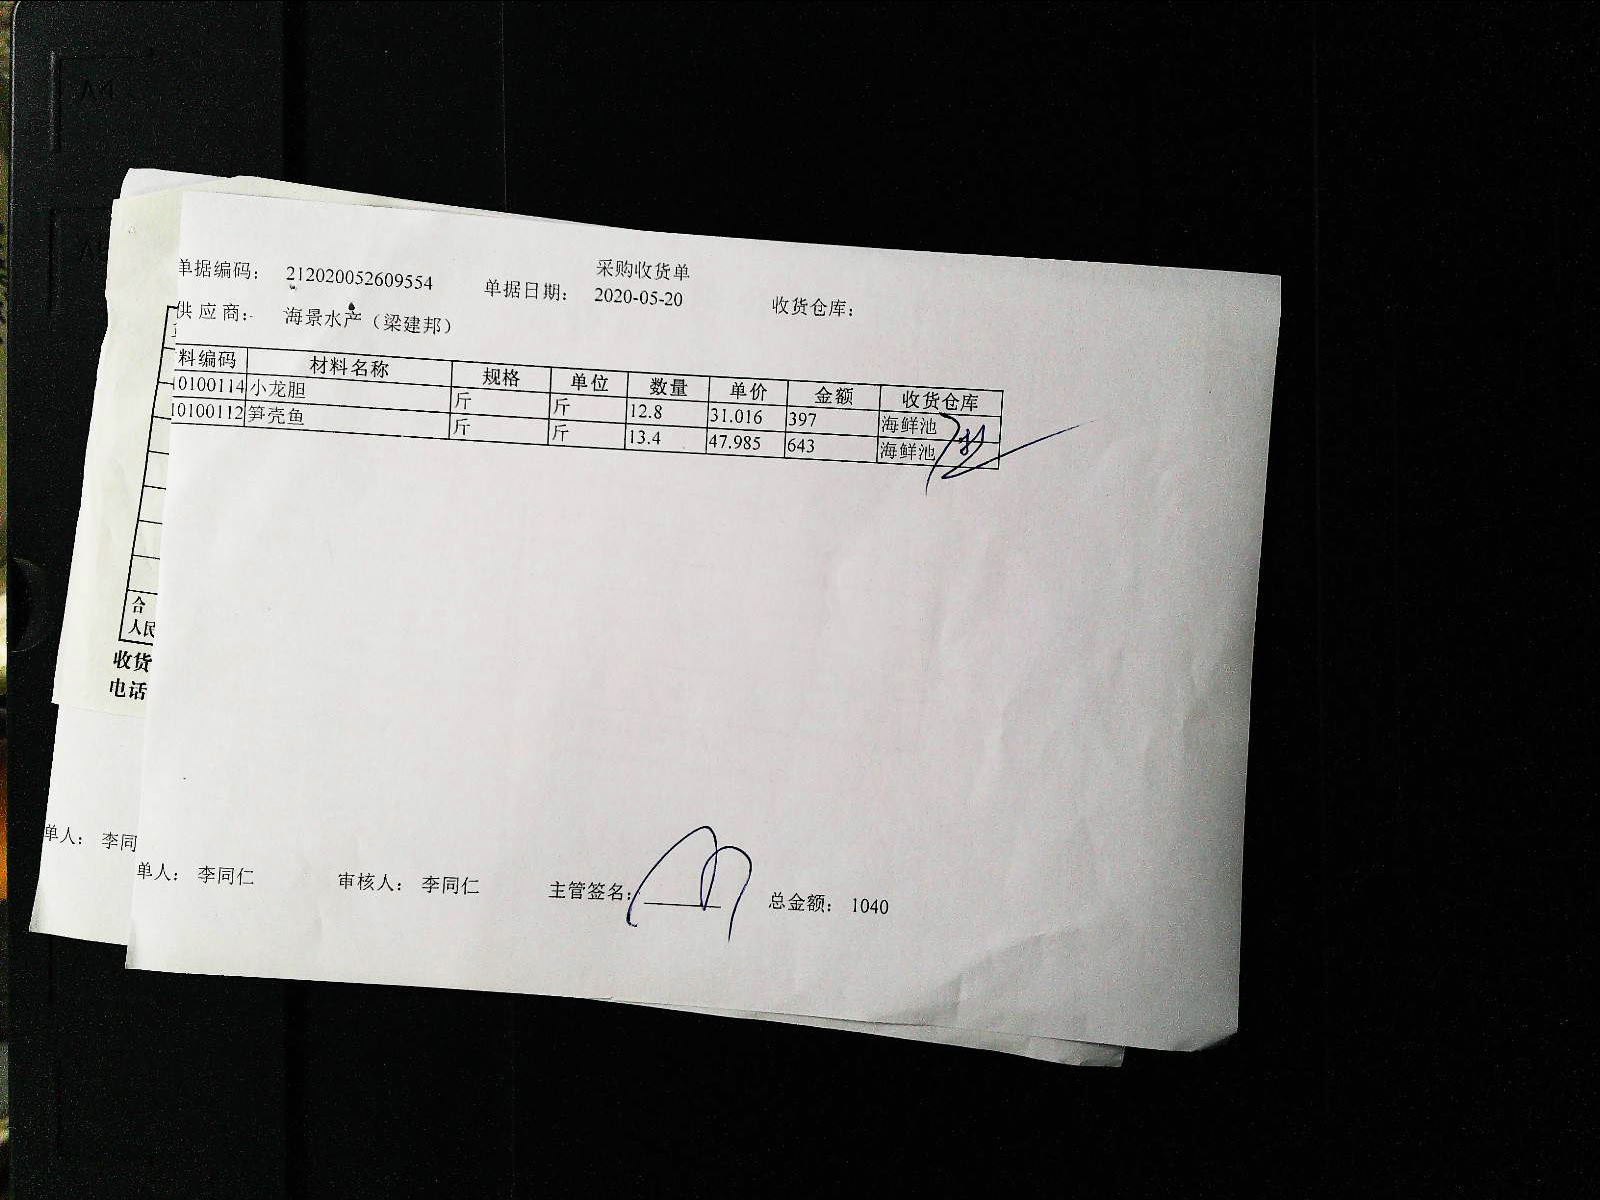 采购收货单
单据编码： 212020052609554 单据日期： 2020-05-20 收货仓库：
供应商： 海景水产（梁建邦）
料编码 材料名称 规格 单位 数量 单价 金额 收货仓库
10100114 小龙胆 斤 斤 12.8 31.016 397 海鲜池
10100112 笋壳鱼 斤 斤 13.4 47.985 643 海鲜池
合
人民
收货
电话
单人： 李同
单人： 李同仁 审核人： 李同仁 主管签名： 总金额： 1040